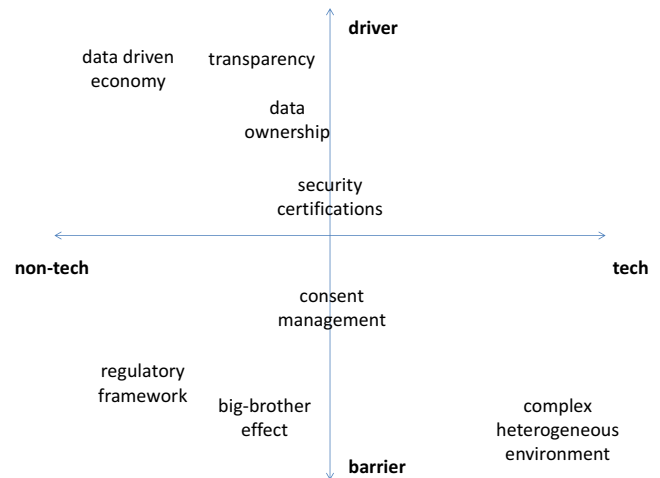 driver
data driven
economy
transparency
data
ownership
security
certifications
non-tech
tech
consent
management
regulatory
framework
big-brother
effect
complex
heterogeneous
environment
barrier